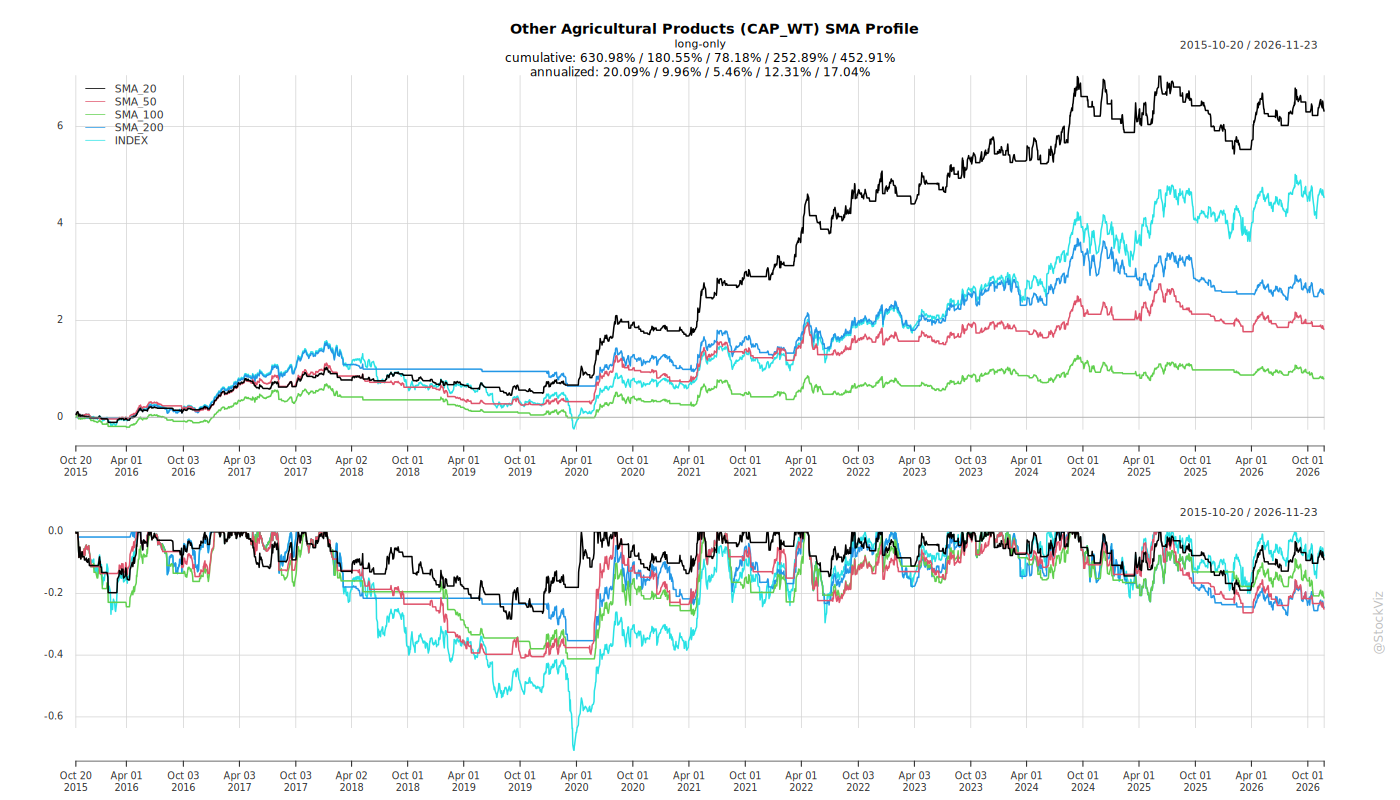 Other Agricultural Products (CAP_WT) SMA Profile
long-only
cumulative: 630.98% / 180.55% / 78.18% / 252.89% / 452.91%
annualized: 20.09% / 9.96% / 5.46% / 12.31% / 17.04%
2015-10-20 / 2026-11-23
SMA_20
SMA_50
SMA_100
SMA_200
INDEX
6
4
2
0
Oct 20 Apr 01 Oct 03 Apr 03 Oct 03 Apr 02 Oct 01 Apr 01 Oct 01 Apr 01 Oct 01 Apr 01 Oct 01 Apr 01 Oct 03 Apr 03 Oct 03 Apr 01 Oct 01 Apr 01 Oct 01 Apr 01 Oct 01
2015 2016 2016 2017 2017 2018 2018 2019 2019 2020 2020 2021 2021 2022 2022 2023 2023 2024 2024 2025 2025 2026 2026
2015-10-20 / 2026-11-23
0.0
-0.2
-0.4
-0.6
Oct 20 Apr 01 Oct 03 Apr 03 Oct 03 Apr 02 Oct 01 Apr 01 Oct 01 Apr 01 Oct 01 Apr 01 Oct 01 Apr 01 Oct 03 Apr 03 Oct 03 Apr 01 Oct 01 Apr 01 Oct 01 Apr 01 Oct 01
2015 2016 2016 2017 2017 2018 2018 2019 2019 2020 2020 2021 2021 2022 2022 2023 2023 2024 2024 2025 2025 2026 2026
@StockViz